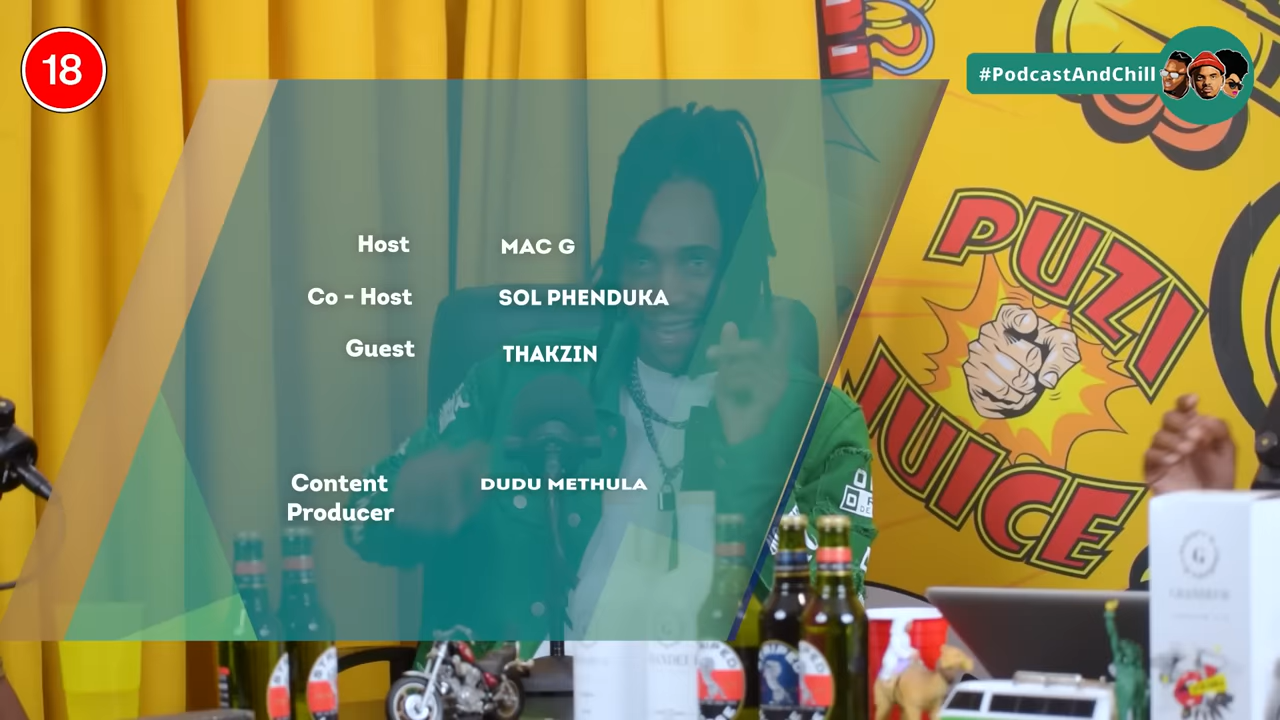 18
#PodcastAndChill
Host MAC G
Co - Host SOL PHENDUKA
Guest THAKZIN
Content
Producer
DUDU METHULA
PUZI
JUICE
G